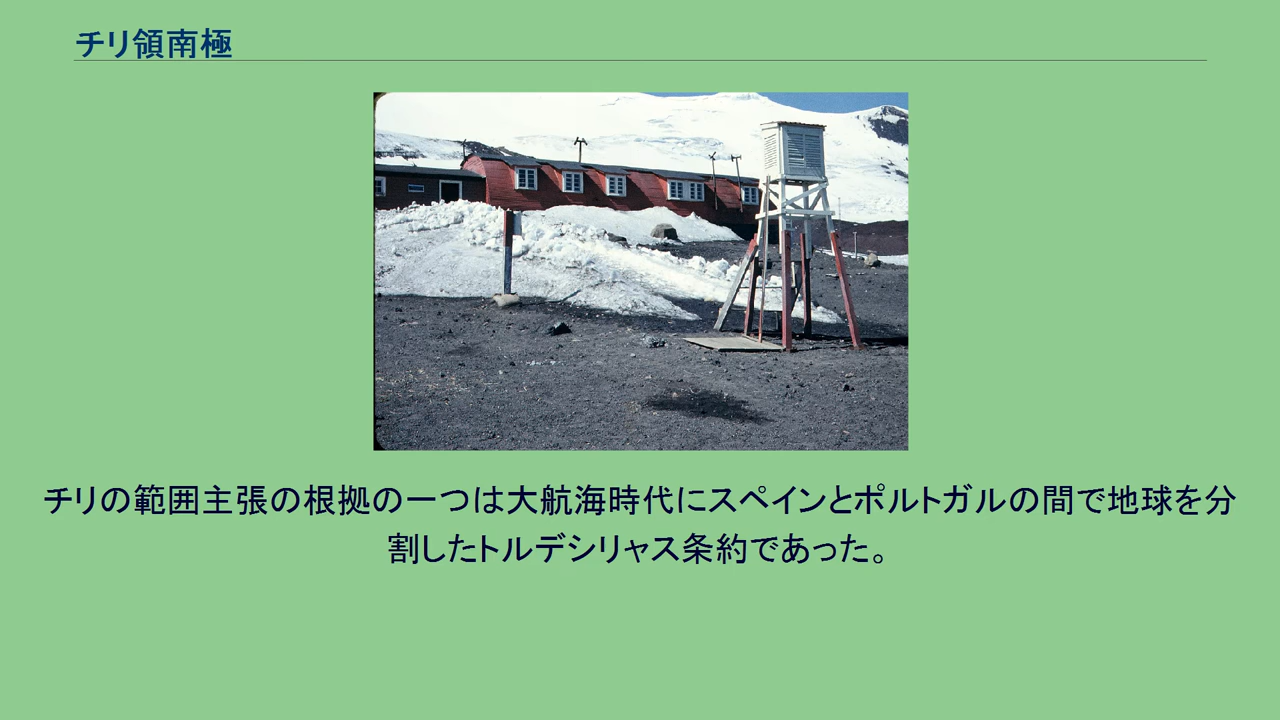 チリ領南極
チリの範囲主張の根拠の一つは大航海時代にスペインとポルトガルの間で地球を分
割したトルデシリャス条約であった。